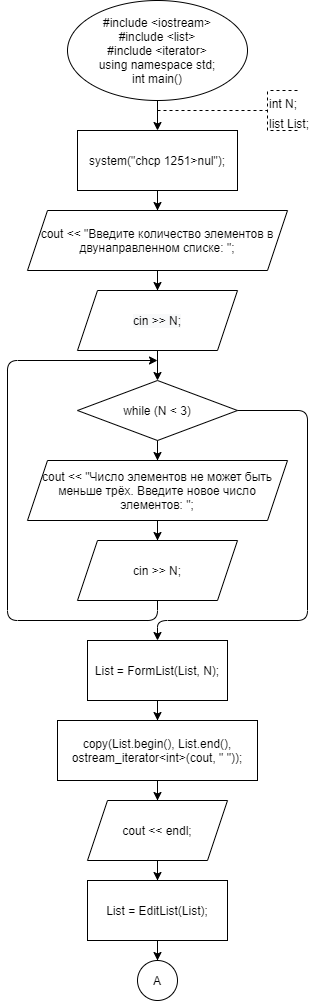 #include <iostream>
#include <list>
#include <iterator>
using namespace std;
int main()
int N;
list List;
system("chcp 1251>nul");
cout << "Введите количество элементов в
двунаправленном списке: ";
cin >> N;
while (N < 3)
cout << "Число элементов не может быть
меньше трёх. Введите новое число
элементов: ";
cin >> N;
List = FormList(List, N);
copy(List.begin(), List.end(),
ostream_iterator<int>(cout, " "));
cout << endl;
List = EditList(List);
A